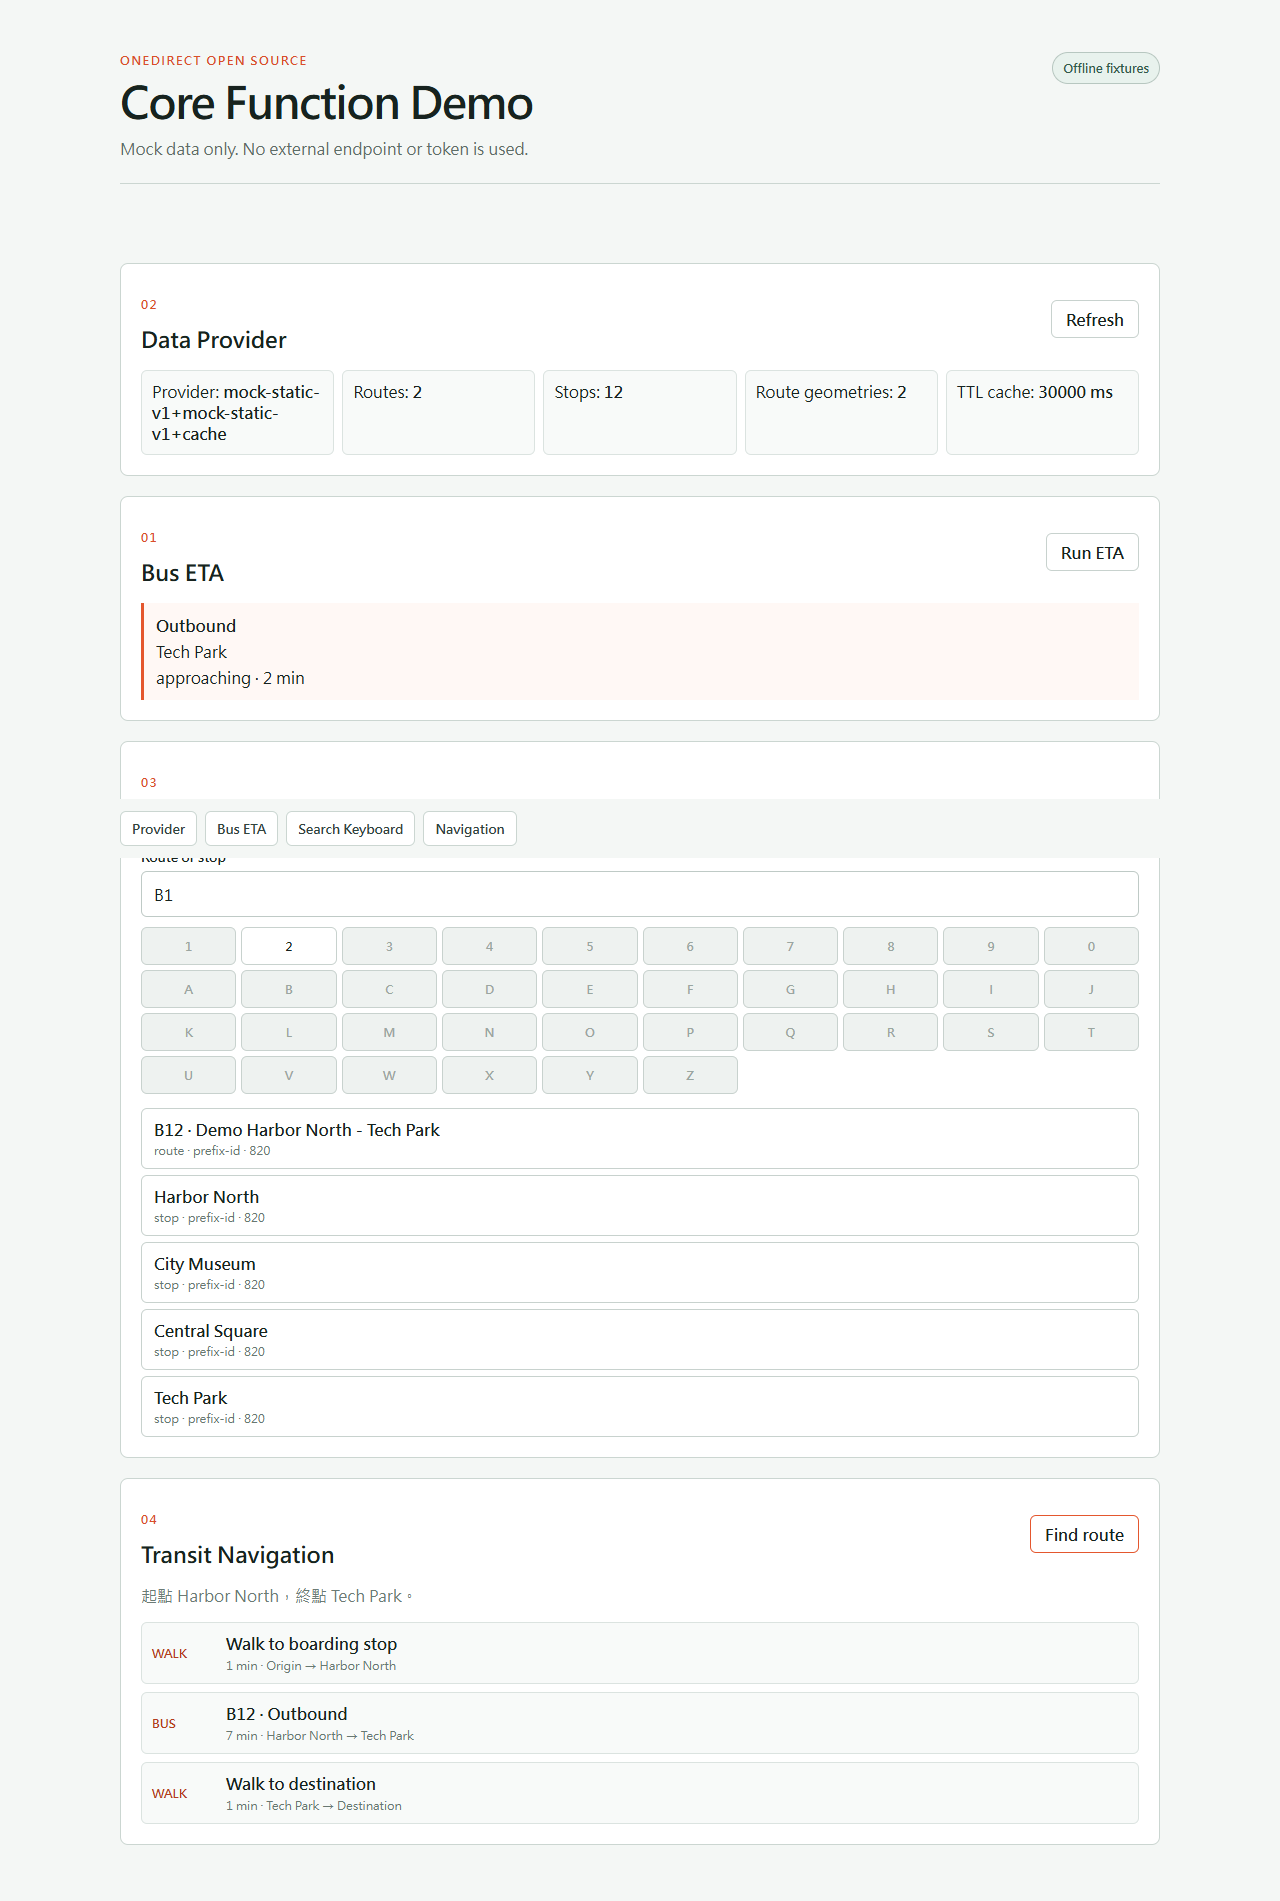 ONEDIRECT OPEN SOURCE
Offline fixtures
Core Function Demo
Mock data only. No external endpoint or token is used.
02
Data Provider
Refresh
Provider: mock-static-
v1+mock-static-
v1+cache
Routes: 2
Stops: 12
Route geometries: 2
TTL cache: 30000 ms
01
Bus ETA
Run ETA
Outbound
Tech Park
approaching · 2 min
03
Provider
Bus ETA
Search Keyboard
Navigation
Route or stop
B1
1 2 3 4 5 6 7 8 9 0
A B C D E F G H I J
K L M N O P Q R S T
U V W X Y Z
B12 · Demo Harbor North - Tech Park
route · prefix-id · 820
Harbor North
stop · prefix-id · 820
City Museum
stop · prefix-id · 820
Central Square
stop · prefix-id · 820
Tech Park
stop · prefix-id · 820
04
Transit Navigation
Find route
起點 Harbor North，終點 Tech Park。
WALK
Walk to boarding stop
1 min · Origin → Harbor North
BUS
B12 · Outbound
7 min · Harbor North → Tech Park
WALK
Walk to destination
1 min · Tech Park → Destination